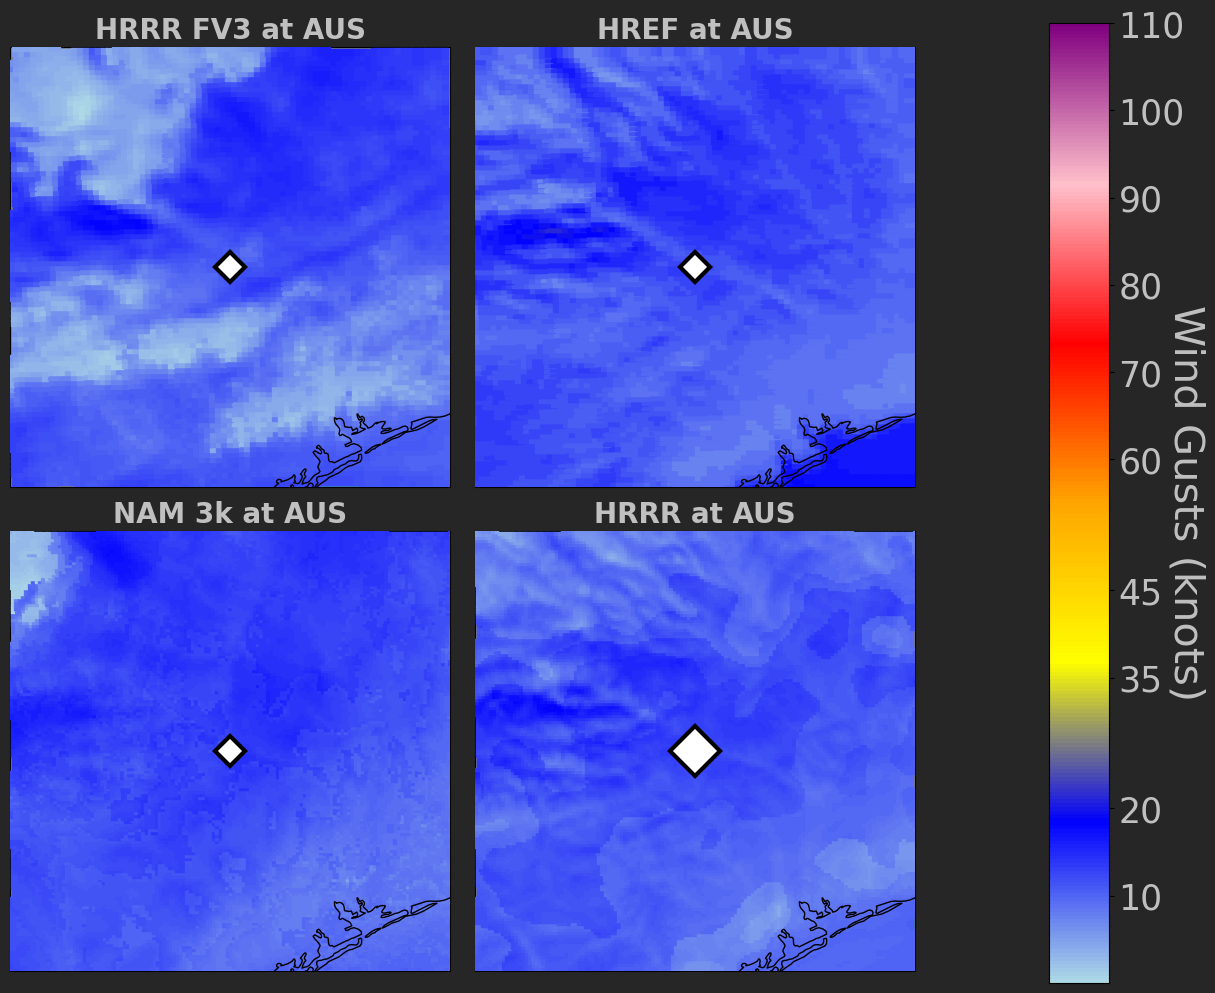 HRRR FV3 at AUS
HREF at AUS
NAM 3k at AUS
HRRR at AUS
110
100
90
80
70
60
45
35
20
10
Wind Gusts (knots)